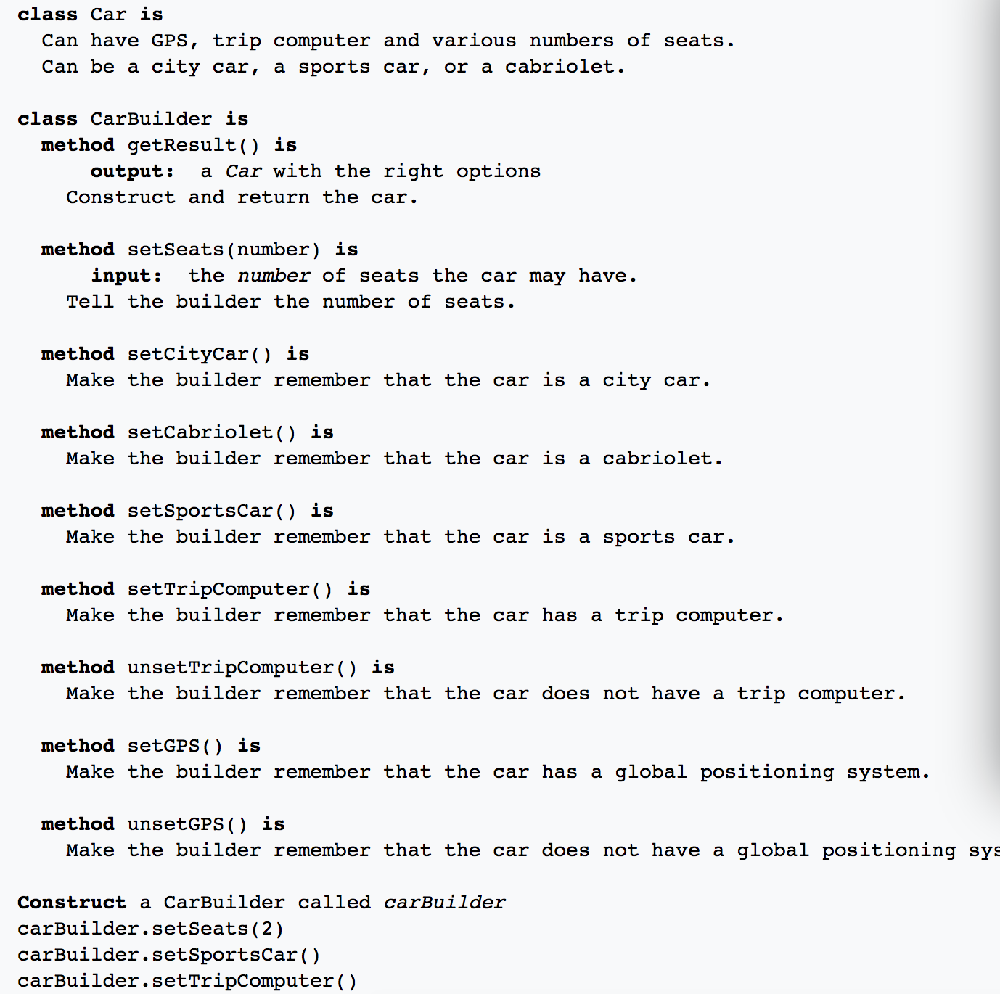 class Car is
Can have GPS, trip computer and various numbers of seats.
Can be a city car, a sports car, or a cabriolet.
class CarBuilder is
method getResult() is
output: a Car with the right options
Construct and return the car.
method setSeats(number) is
input: the number of seats the car may have.
Tell the builder the number of seats.
method setCityCar() is
Make the builder remember that the car is a city car.
method setCabriolet() is
Make the builder remember that the car is a cabriolet.
method setSportsCar() is
Make the builder remember that the car is a sports car.
method setTripComputer() is
Make the builder remember that the car has a trip computer.
method unsetTripComputer() is
Make the builder remember that the car does not have a trip computer.
method setGPS() is
Make the builder remember that the car has a global positioning system.
method unsetGPS() is
Make the builder remember that the car does not have a global positioning sys
Construct a CarBuilder called carBuilder
carBuilder.setSeats(2)
carBuilder.setSportsCar()
carBuilder.setTripComputer()